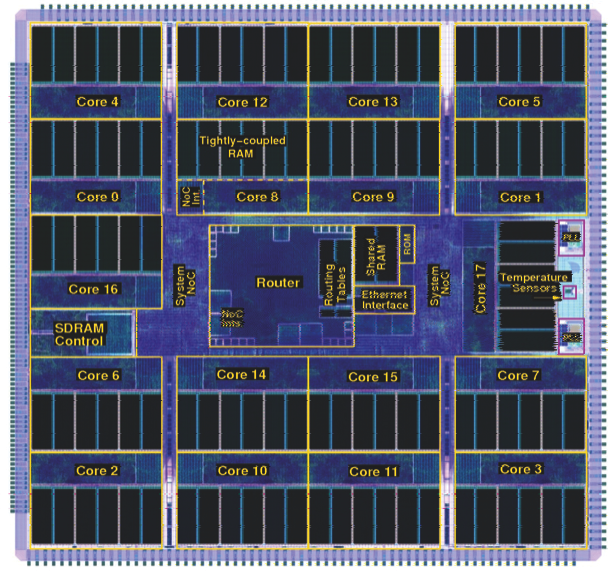 Core 4
Core 12
Core 13
Core 5
Tightly-coupled
RAM
Core 0
NoC
Int.
Core 8
Core 9
Core 1
Core 16
System
NoC
Router
Routing
Tables
Shared
RAM
ROM
Ethernet
Interface
System
NoC
Core 17
Temperature
Sensors
NoC
Ints.
SDRAM
Control
Core 6
Core 14
Core 15
Core 7
Core 2
Core 10
Core 11
Core 3